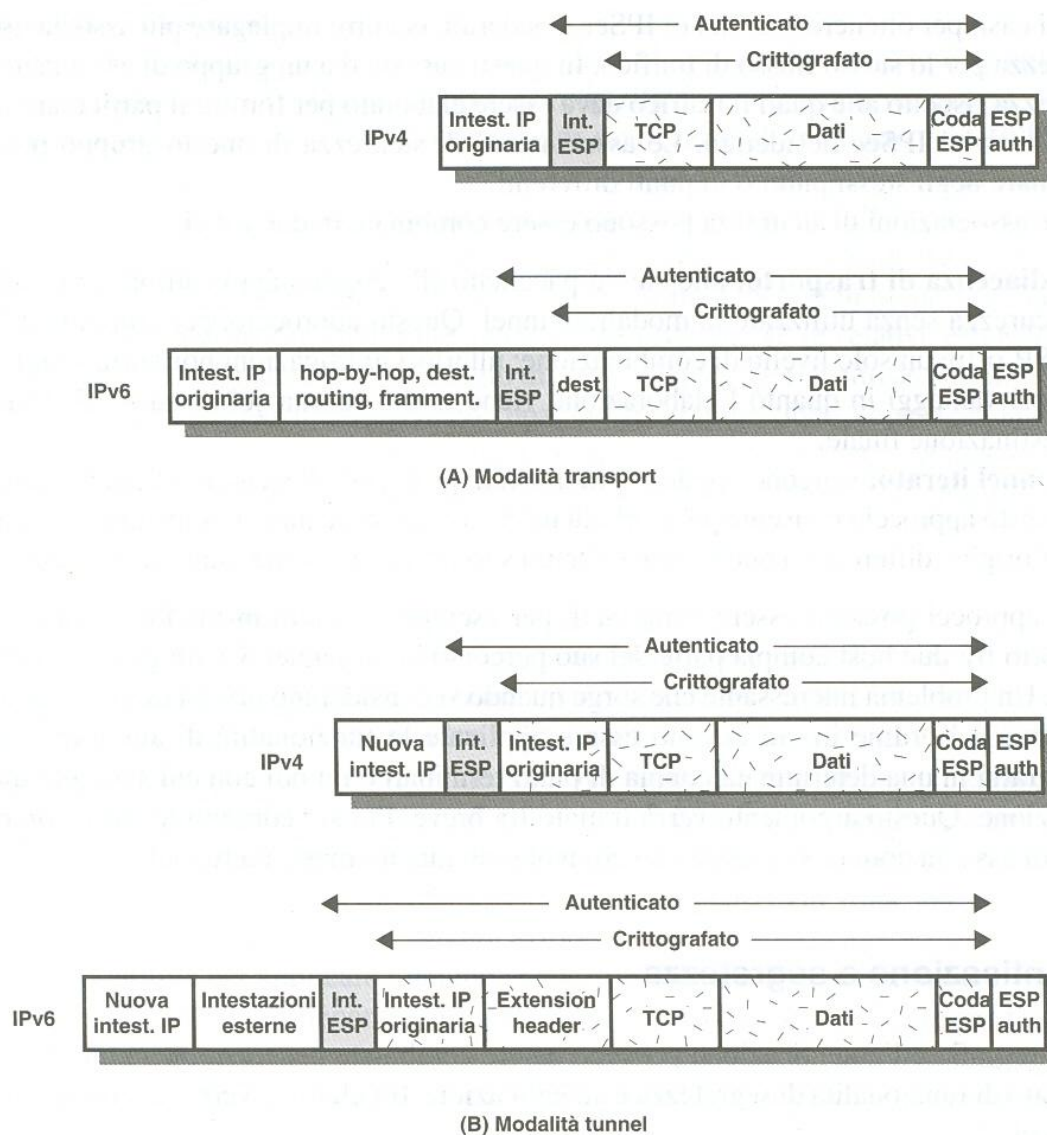 Autenticato
Crittografato
IPv4
Intest. IP originaria
Int. ESP
TCP
Dati
Coda ESP
ESP auth
Autenticato
Crittografato
IPv6
Intest. IP originaria
hop-by-hop, dest. routing, framment.
Int. ESP
dest
TCP
Dati
Coda ESP
ESP auth
(A) Modalità transport
Autenticato
Crittografato
IPv4
Nuova intest. IP
Int. ESP
Intest. IP originaria
TCP
Dati
Coda ESP
ESP auth
Autenticato
Crittografato
IPv6
Nuova intest. IP
Intestazioni esterne
Int. ESP
Intest. IP originaria
Extension header
TCP
Dati
Coda ESP
ESP auth
(B) Modalità tunnel